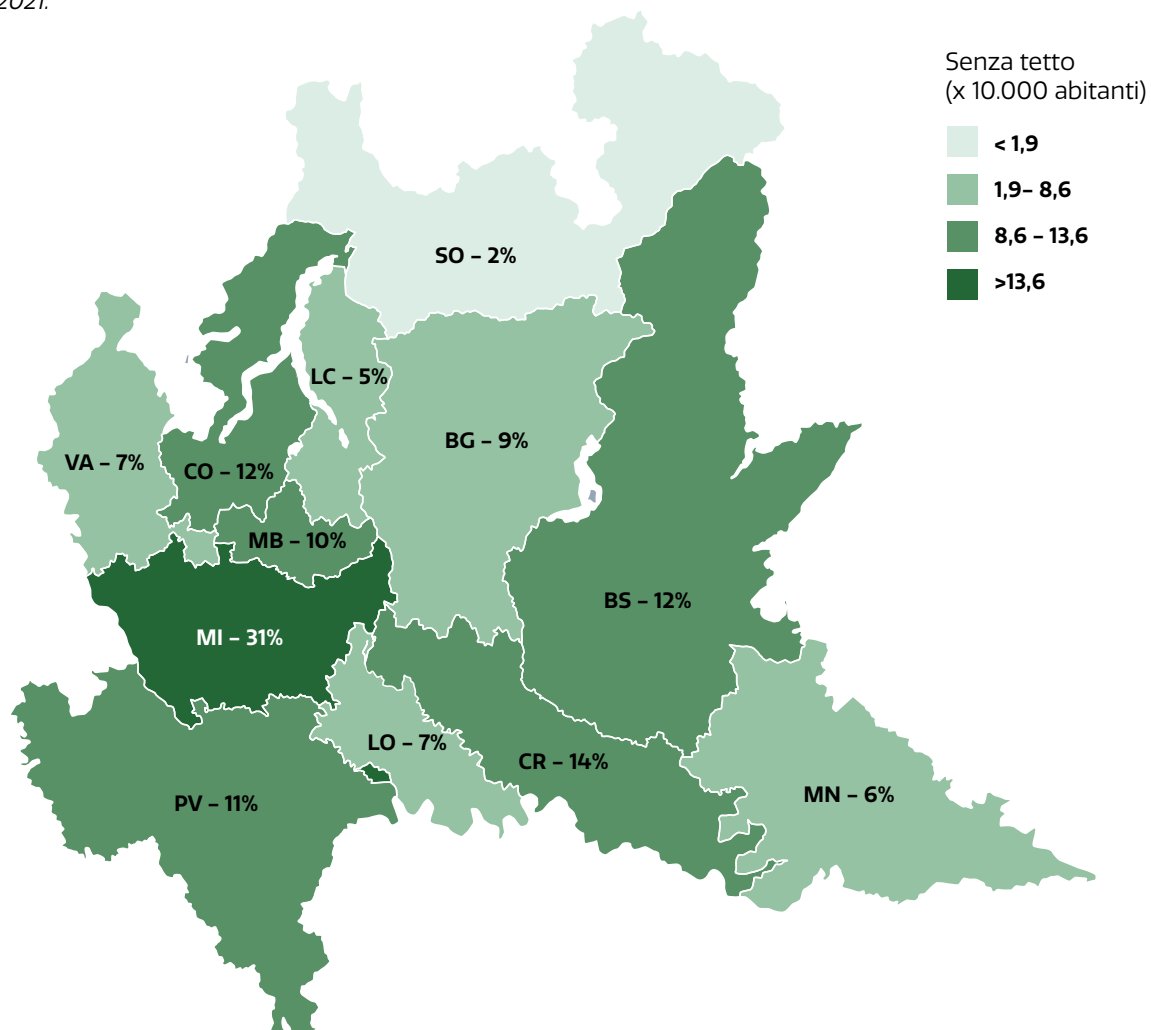 2021.
Senza tetto
(x 10.000 abitanti)
< 1,9
1,9– 8,6
8,6 – 13,6
>13,6
SO – 2%
LC – 5%
BG – 9%
VA – 7%
CO – 12%
MB – 10%
BS – 12%
MI – 31%
LO – 7%
CR – 14%
MN – 6%
PV – 11%